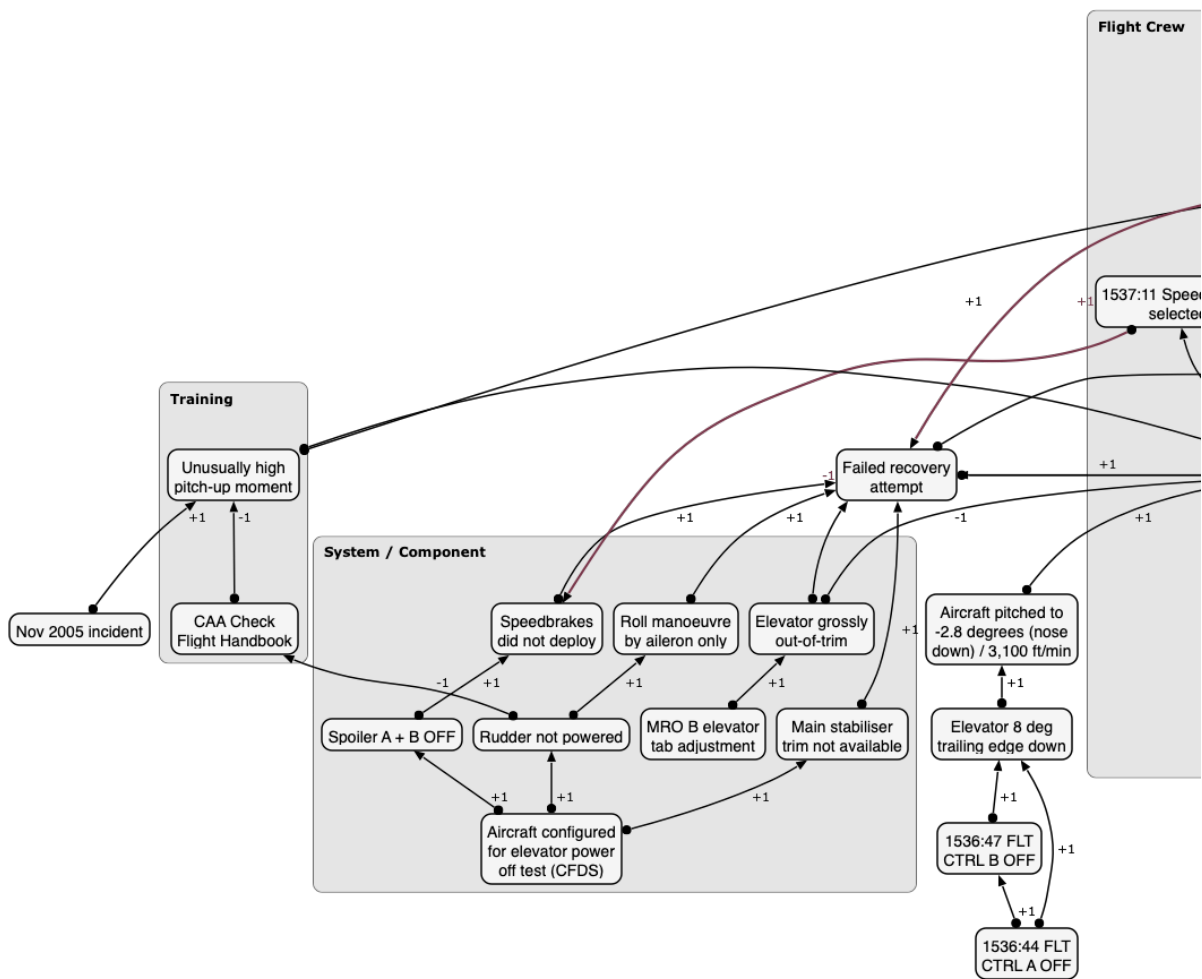 Flight Crew
+1
+1
1537:11 Speed
selected
Training
Unusually high
pitch-up moment
Failed recovery
attempt
-1
+1
+1
-1
+1
+1
-1
+1
System / Component
Nov 2005 incident
CAA Check
Flight Handbook
Speedbrakes
did not deploy
Roll manoeuvre
by aileron only
Elevator grossly
out-of-trim
Aircraft pitched to
-2.8 degrees (nose
down) / 3,100 ft/min
+1
-1
+1
+1
+1
+1
Spoiler A + B OFF
Rudder not powered
MRO B elevator
tab adjustment
Main stabiliser
trim not available
Elevator 8 deg
trailing edge down
+1
+1
+1
+1
Aircraft configured
for elevator power
off test (CFDS)
1536:47 FLT
CTRL B OFF
+1
+1
1536:44 FLT
CTRL A OFF